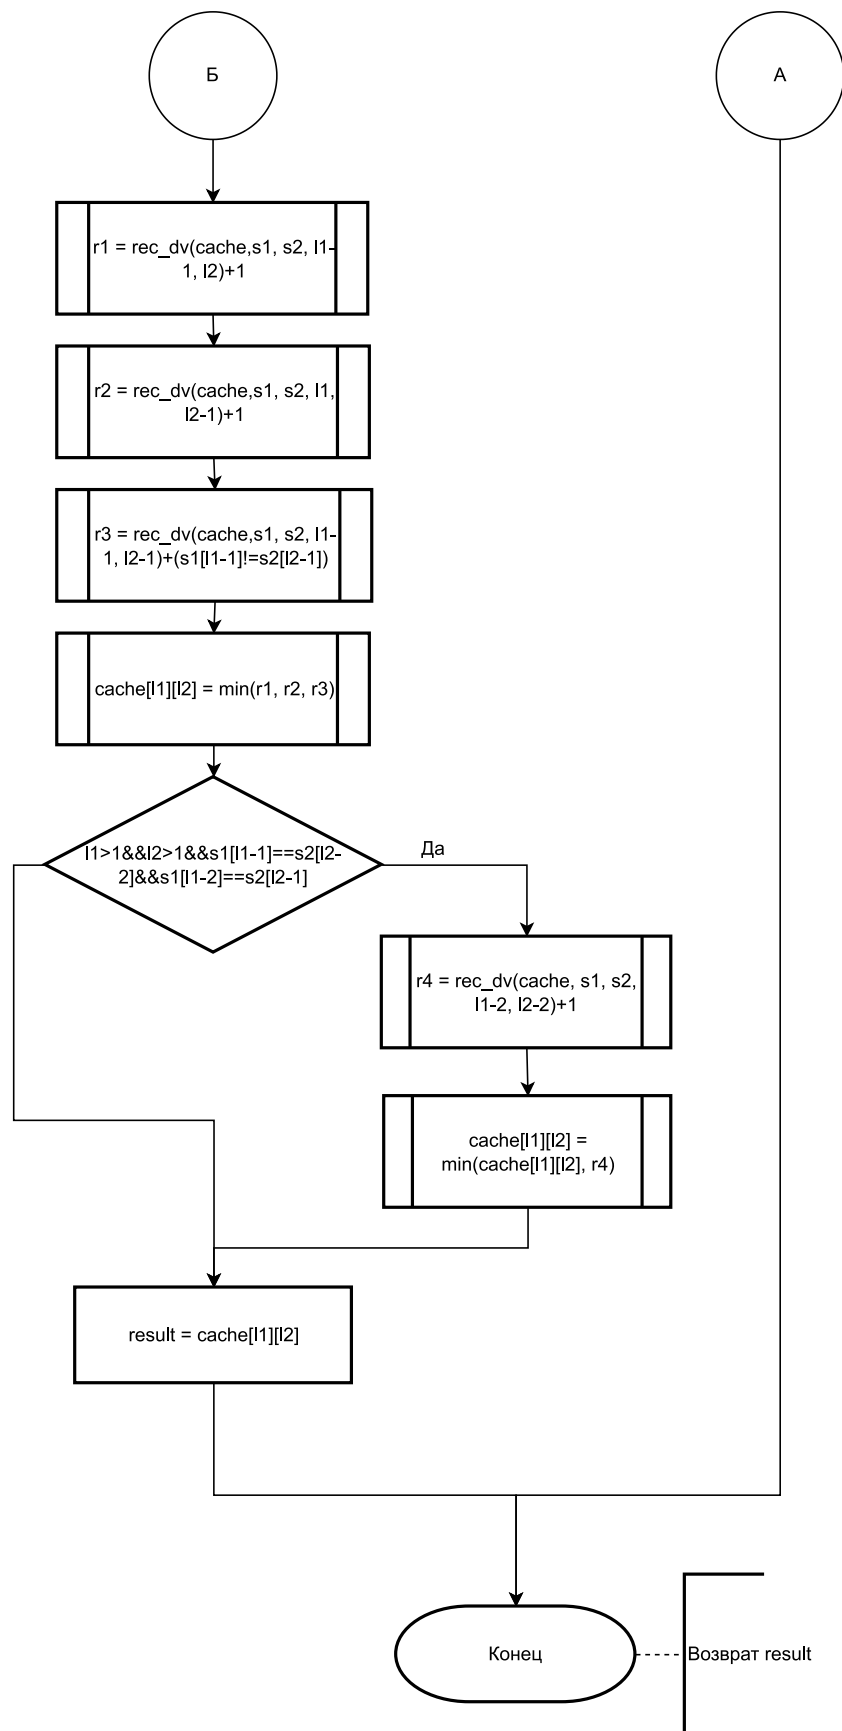 Б
А
r1 = rec_dv(cache,s1, s2, l1-
1, l2)+1
r2 = rec_dv(cache,s1, s2, l1,
l2-1)+1
r3 = rec_dv(cache,s1, s2, l1-
1, l2-1)+(s1[l1-1]!=s2[l2-1])
cache[l1][l2] = min(r1, r2, r3)
l1>1&&l2>1&&s1[l1-1]==s2[l2-
2]&&s1[l1-2]==s2[l2-1]
Да
r4 = rec_dv(cache, s1, s2,
l1-2, l2-2)+1
cache[l1][l2] =
min(cache[l1][l2], r4)
result = cache[l1][l2]
Конец
Возврат result